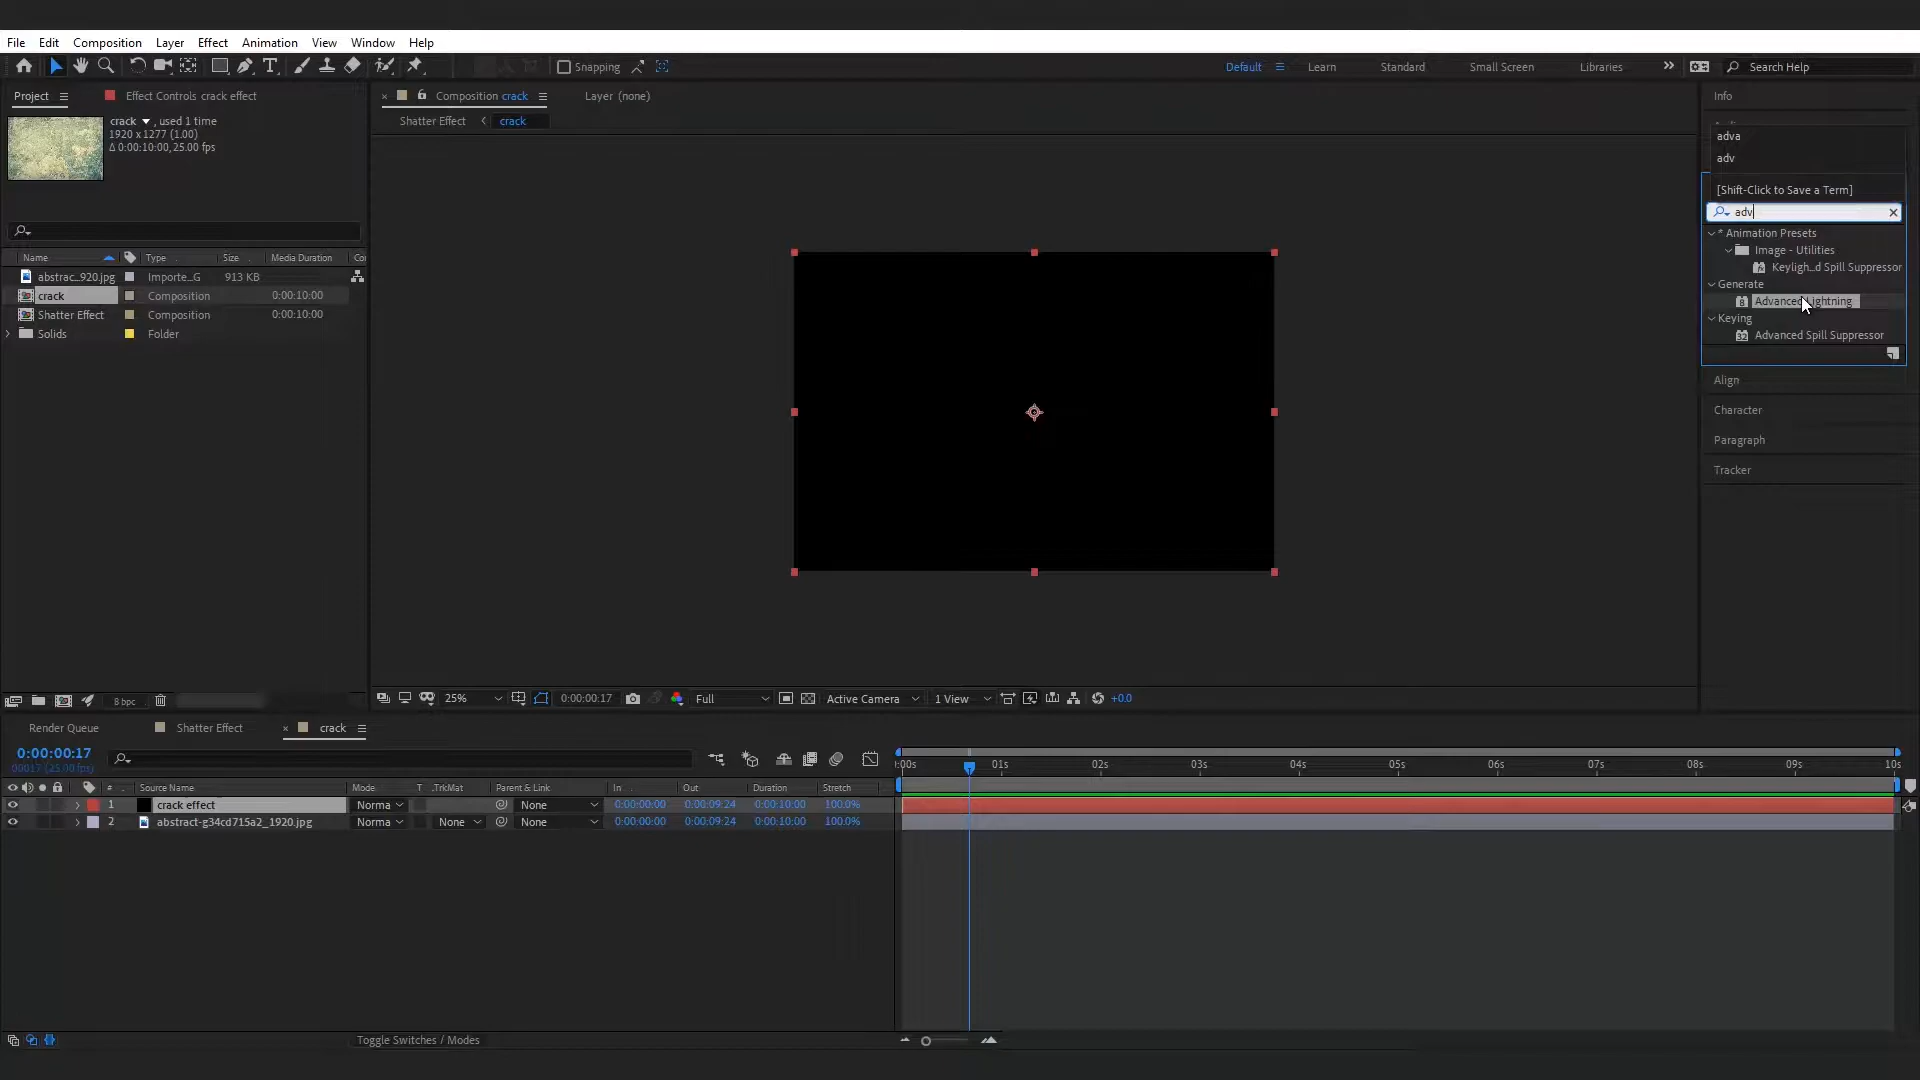 File Edit Composition Layer Effect Animation View Window Help
Snapping Default Learn Standard Small Screen Libraries Search Help
Project Effect Controls crack effect
Composition crack Layer (none)
Info
crack , used 1 time
1920 x 1277 (1.00)
Δ 0:00:10:00, 25.00 fps
Shatter Effect crack
adva
adv
[Shift-Click to Save a Term]
adv
* Animation Presets
Image - Utilities
Keyligh...d Spill Suppressor
Generate
Advanced Lightning
Keying
Advanced Spill Suppressor
Align
Character
Paragraph
Tracker
Name Type Size Media Duration Co
abstrac...920.jpg Importe...G 913 KB
crack Composition 0:00:10:00
Shatter Effect Composition 0:00:10:00
Solids Folder
8 bpc
25% 0:00:00:17 Full Active Camera 1 View +0.0
Render Queue Shatter Effect crack
0:00:00:17
00017 (25.00 fps)
# Source Name Mode T .TrkMat Parent & Link In Out Duration Stretch
:00s 01s 02s 03s 04s 05s 06s 07s 08s 09s 10s
1 crack effect Norma None 0:00:00:00 0:00:09:24 0:00:10:00 100.0%
2 abstract-g34cd715a2_1920.jpg Norma None None 0:00:00:00 0:00:09:24 0:00:10:00 100.0%
Toggle Switches / Modes